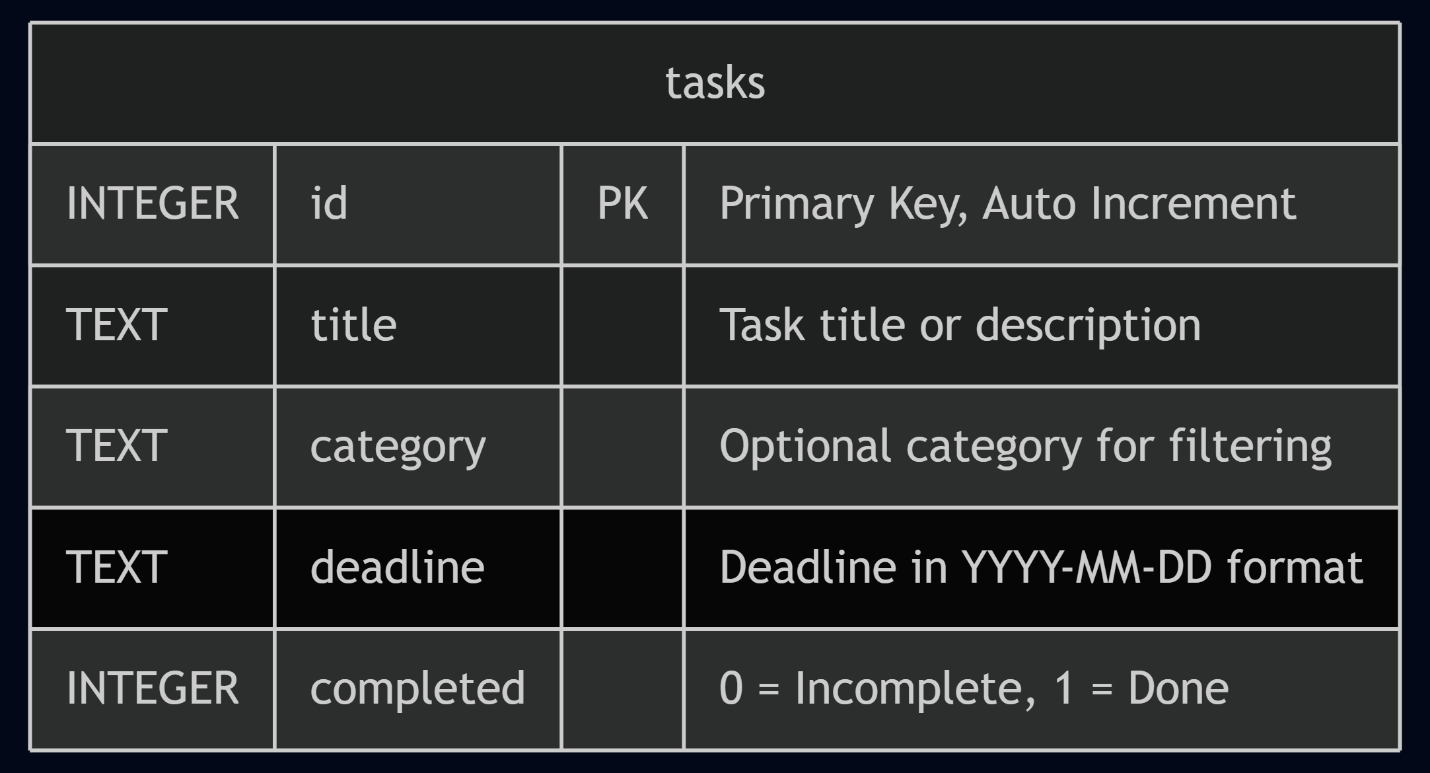 tasks
INTEGER id PK Primary Key, Auto Increment
TEXT title Task title or description
TEXT category Optional category for filtering
TEXT deadline Deadline in YYYY-MM-DD format
INTEGER completed 0 = Incomplete, 1 = Done